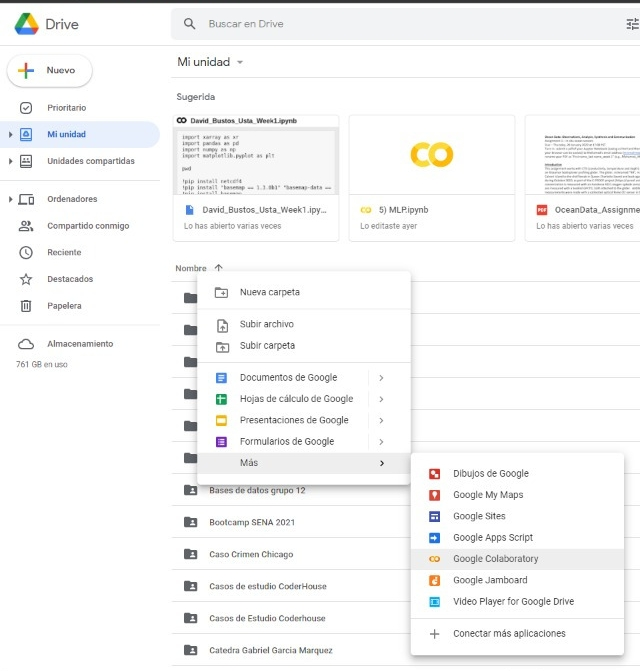 Drive
Buscar en Drive
Nuevo
Mi unidad
Prioritario
Mi unidad
Unidades compartidas
Ordenadores
Compartido conmigo
Reciente
Destacados
Papelera
Almacenamiento
761 GB en uso
Sugerida
David_Bustos_Usta_Week1.ipynb
import xarray as xr
import pandas as pd
import numpy as np
import matplotlib.pyplot as plt
pwd
!pip install netcdf4
!pip install "basemap == 1.3.0b1" "basemap-data ==
David_Bustos_Usta_Week1.ipy...
Lo has abierto varias veces
5) MLP.ipynb
Lo editaste ayer
PDF
OceanData_Assignme
Lo has abierto varias veces
Nombre
Nueva carpeta
Subir archivo
Subir carpeta
Documentos de Google
Hojas de cálculo de Google
Presentaciones de Google
Formularios de Google
Más
Dibujos de Google
Google My Maps
Google Sites
Google Apps Script
Google Colaboratory
Google Jamboard
Video Player for Google Drive
Conectar más aplicaciones
Bases de datos grupo 12
Bootcamp SENA 2021
Caso Crimen Chicago
Casos de estudio CoderHouse
Casos de Estudio Coderhouse
Catedra Gabriel Garcia Marquez